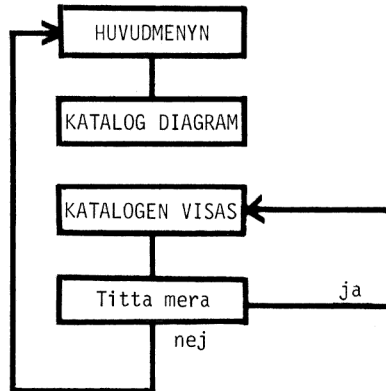 HUVUDMENYN
KATALOG DIAGRAM
KATALOGEN VISAS
Titta mera
ja
nej